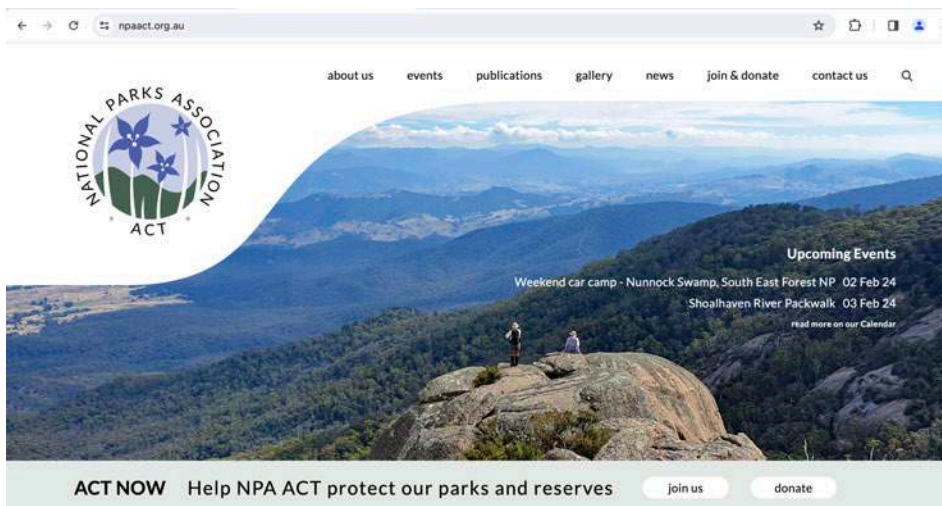 npaact.org.au
about us events publications gallery news join & donate contact us
NATIONAL PARKS ASSOCIATION
ACT
Upcoming Events
Weekend car camp - Nunnock Swamp, South East Forest NP 02 Feb 24
Shoalhaven River Packwalk 03 Feb 24
read more on our Calendar
ACT NOW Help NPA ACT protect our parks and reserves join us donate